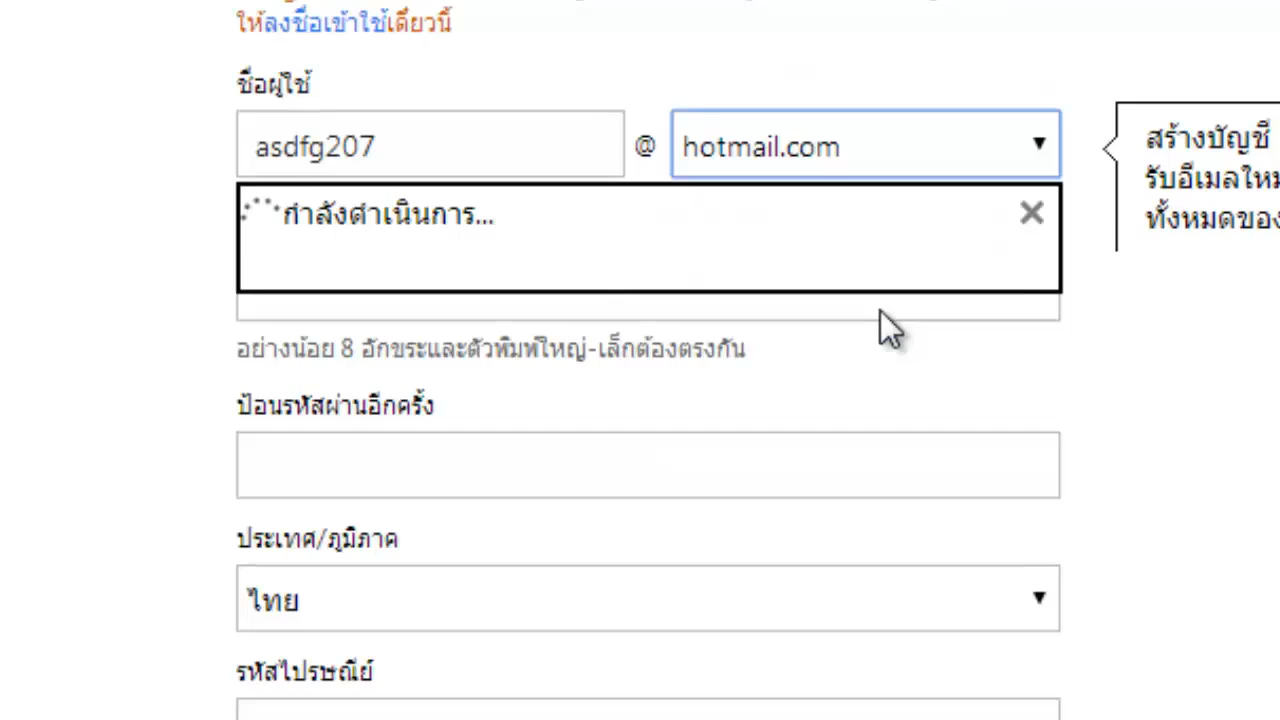 ให้ลงชื่อเข้าใช้เดี๋ยวนี้
ชื่อผู้ใช้
asdfg207 @ hotmail.com
กำลังดำเนินการ...
อย่างน้อย 8 อักขระและตัวพิมพ์ใหญ่-เล็กต้องตรงกัน
ป้อนรหัสผ่านอีกครั้ง
ประเทศ/ภูมิภาค
ไทย
รหัสไปรษณีย์
สร้างบัญชี
รับอีเมลใหม
ทั้งหมดของ